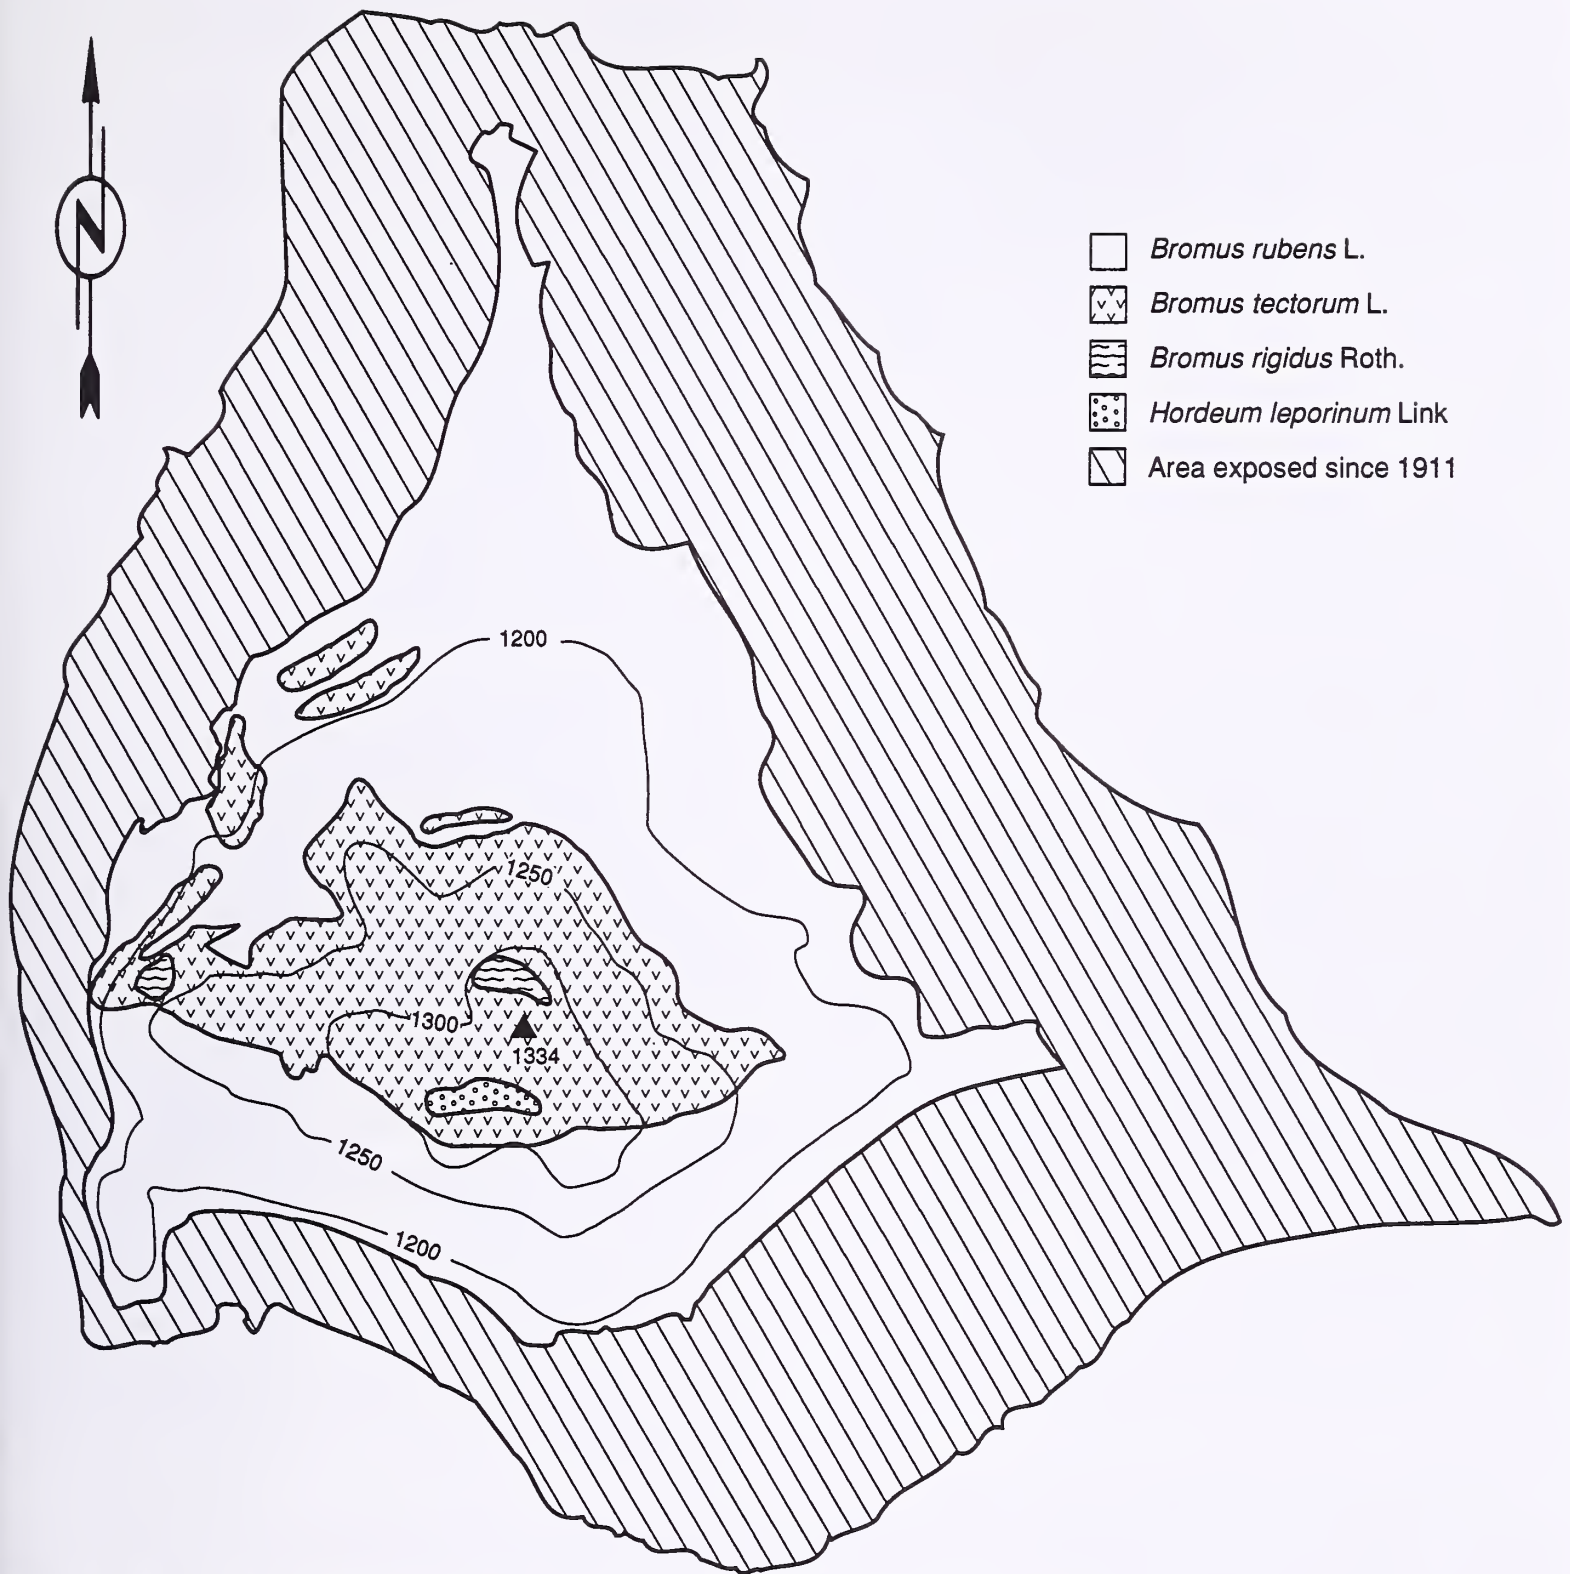 N
Bromus rubens L.
Bromus tectorum L.
Bromus rigidus Roth.
Hordeum leporinum Link
Area exposed since 1911
1200
1250
1300
1334
1250
1200